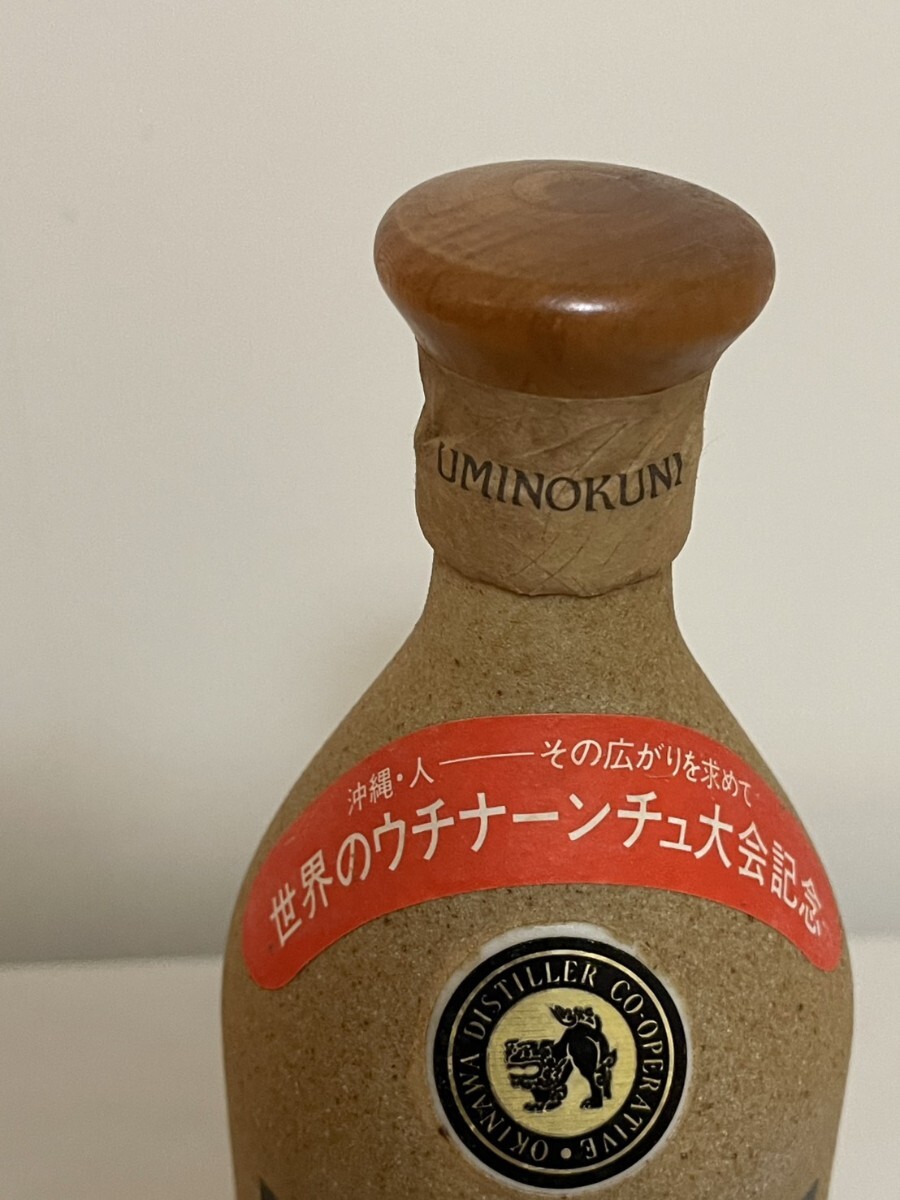 UMINOKUNI
沖縄・人――その広がりを求めて
世界のウチナーンチュ大会記念
OKINAWA DISTILLER CO-OPERATIVE •